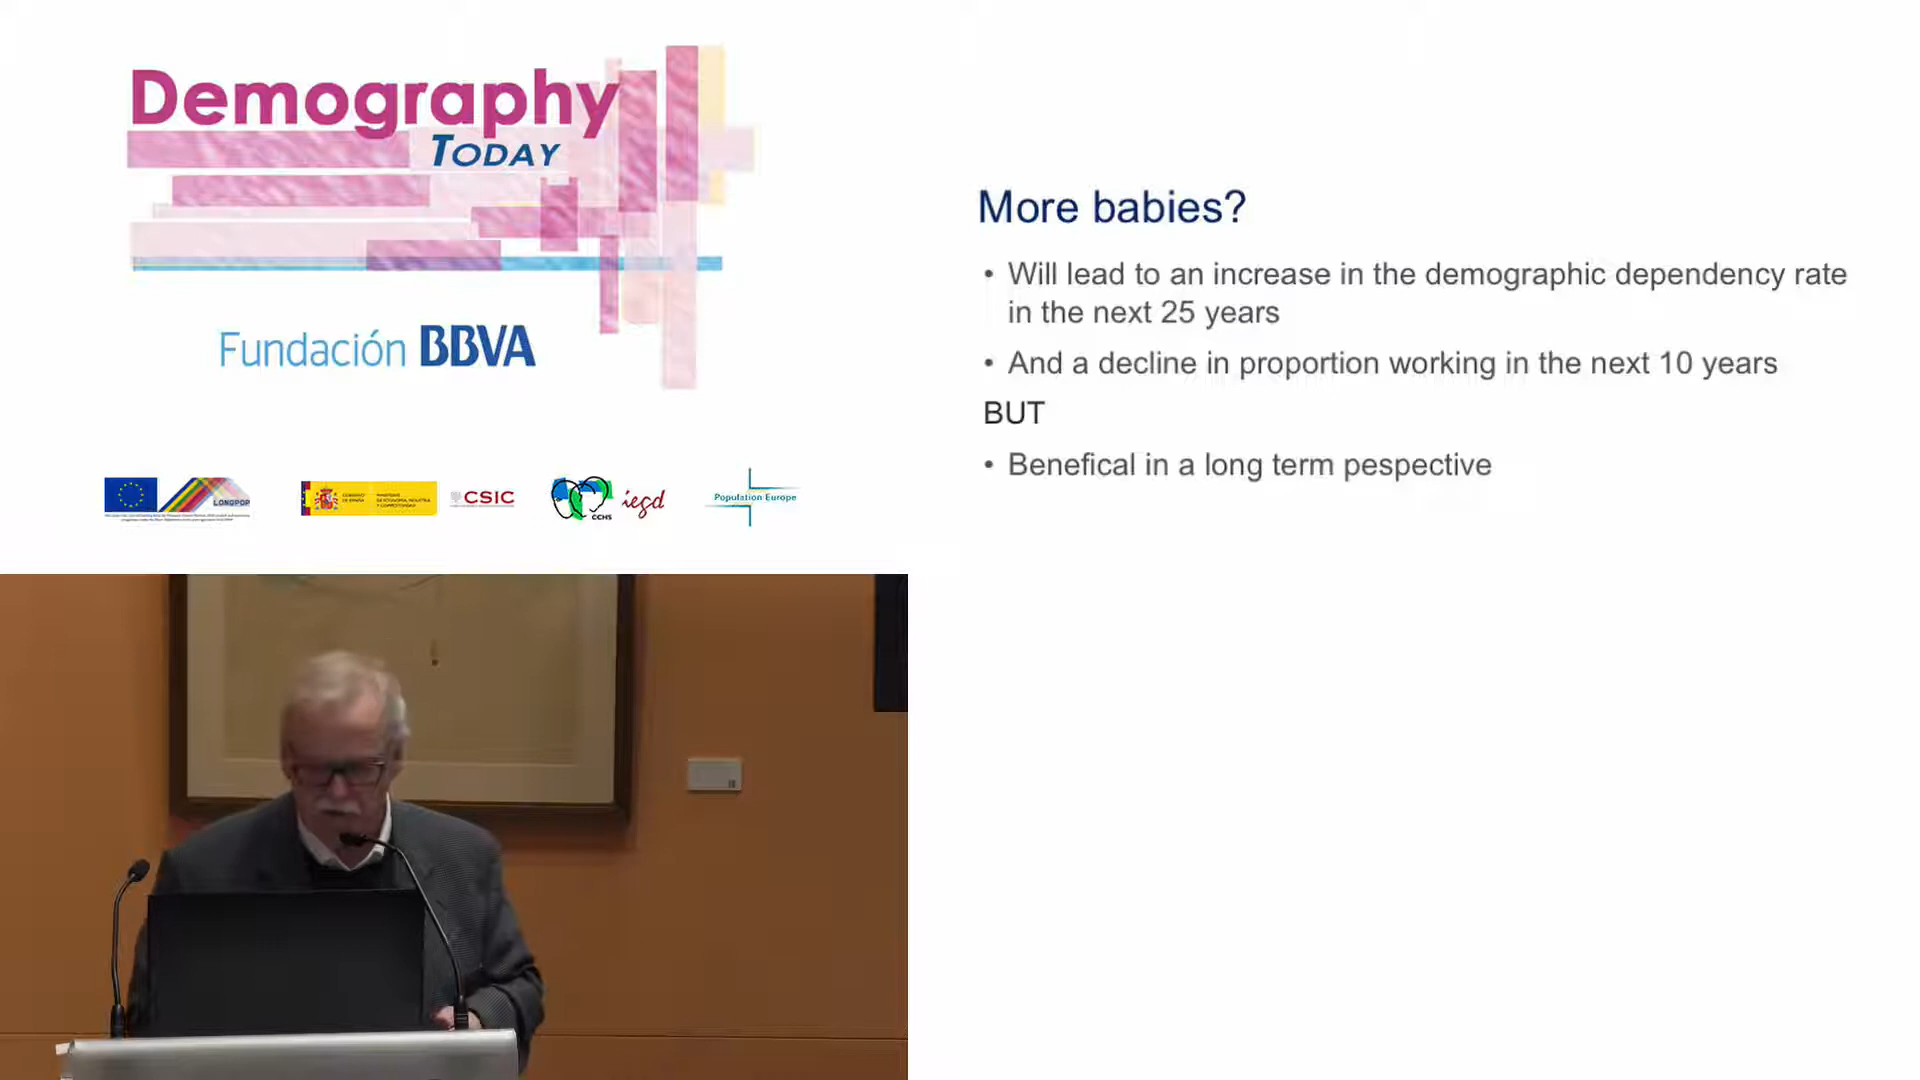 Demography
TODAY
Fundación BBVA
LONGPOP
CSIC
CCHS
iegd
Population Europe
More babies?
• Will lead to an increase in the demographic dependency rate
in the next 25 years
• And a decline in proportion working in the next 10 years
BUT
• Benefical in a long term pespective